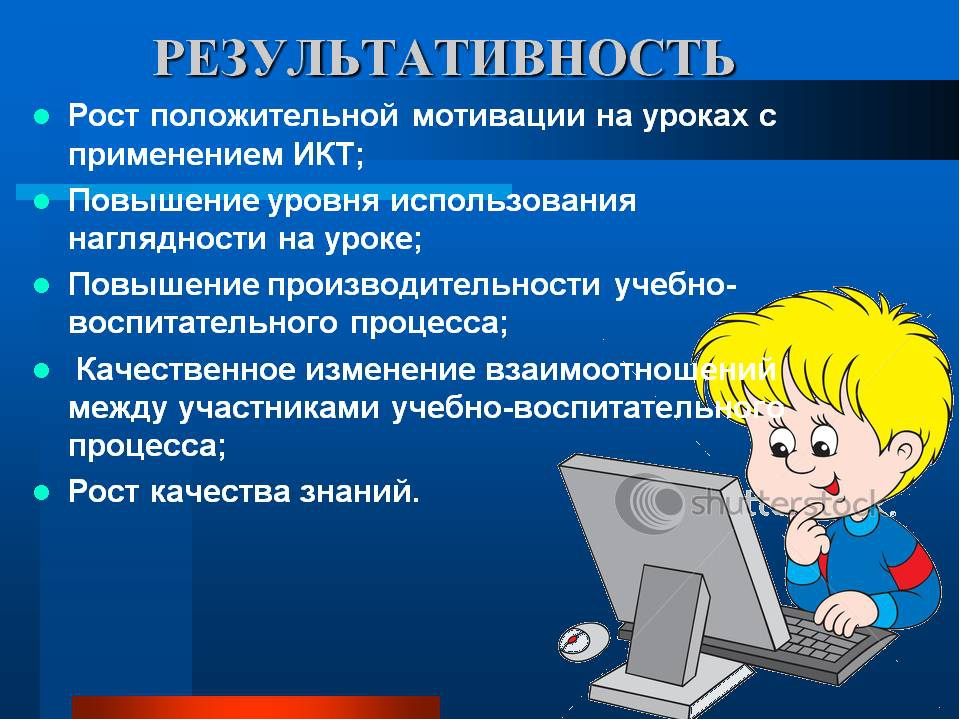 РЕЗУЛЬТАТИВНОСТЬ
Рост положительной мотивации на уроках с
применением ИКТ;
Повышение уровня использования
наглядности на уроке;
Повышение производительности учебно-
воспитательного процесса;
Качественное изменение взаимоотношений
между участниками учебно-воспитательного
процесса;
Рост качества знаний.
shutterstock